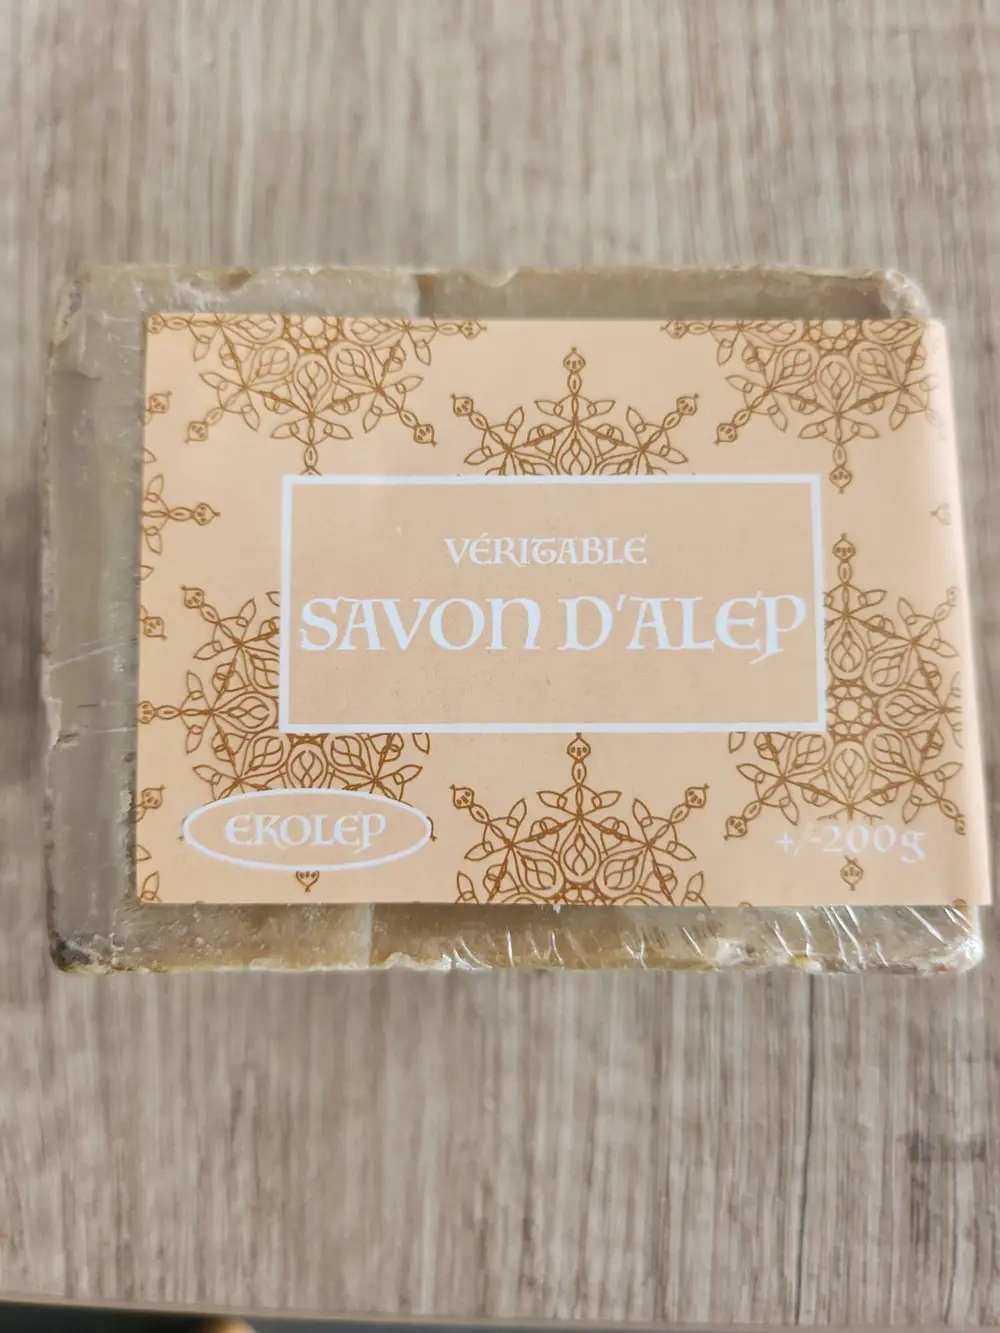 VÉRITABLE
SAVON D'ALEP
EKOLEP
+/-200g